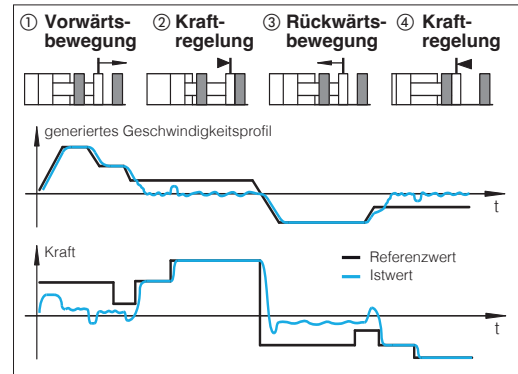 ① Vorwärts-
bewegung
② Kraft-
regelung
③ Rückwärts-
bewegung
④ Kraft-
regelung
generiertes Geschwindigkeitsprofil
t
Kraft
Referenzwert
Istwert
t